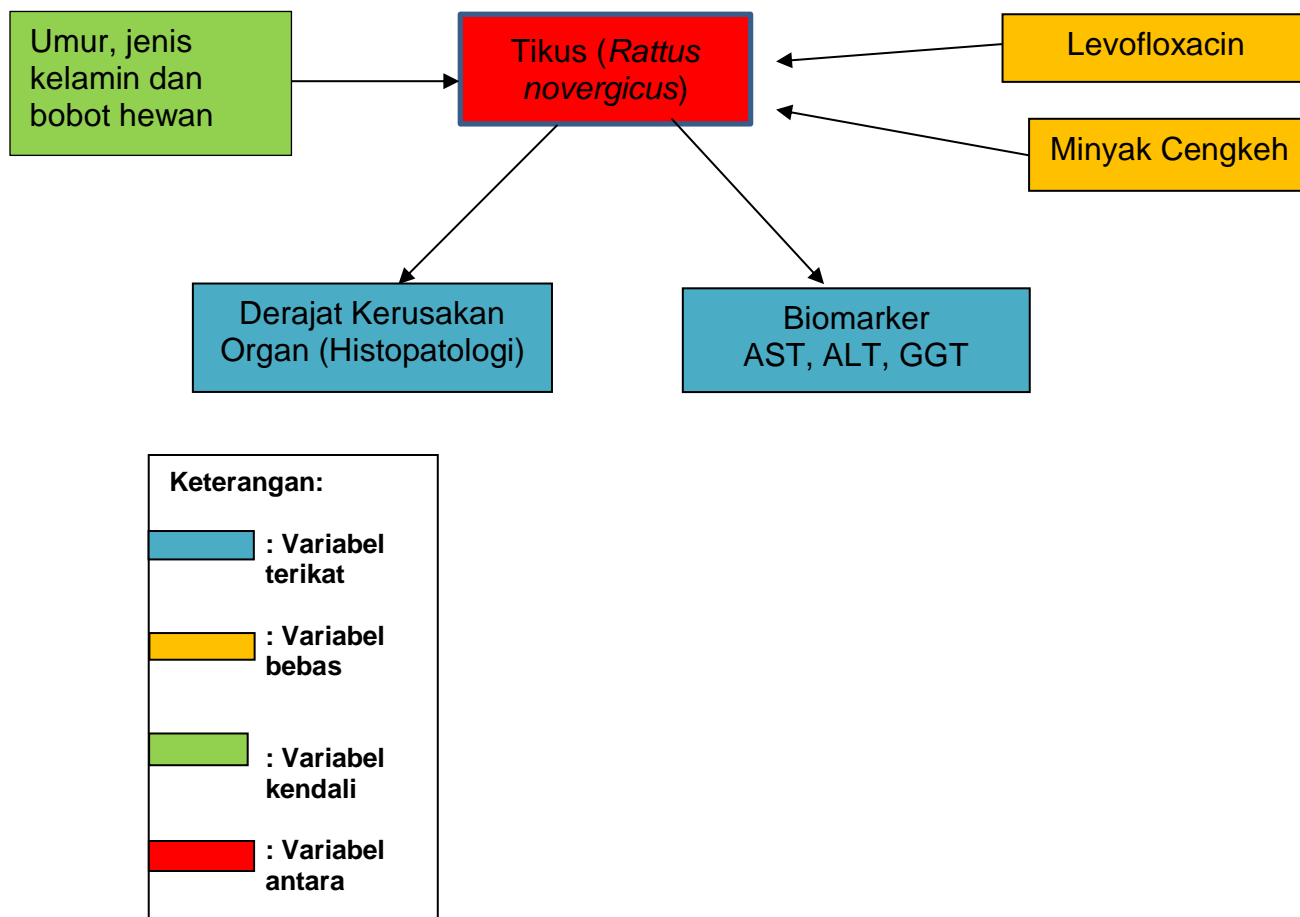 Umur, jenis
kelamin dan
bobot hewan
Tikus (Rattus
novergicus)
Levofloxacin
Minyak Cengkeh
Derajat Kerusakan
Organ (Histopatologi)
Biomarker
AST, ALT, GGT
Keterangan:
: Variabel
terikat
: Variabel
bebas
: Variabel
kendali
: Variabel
antara